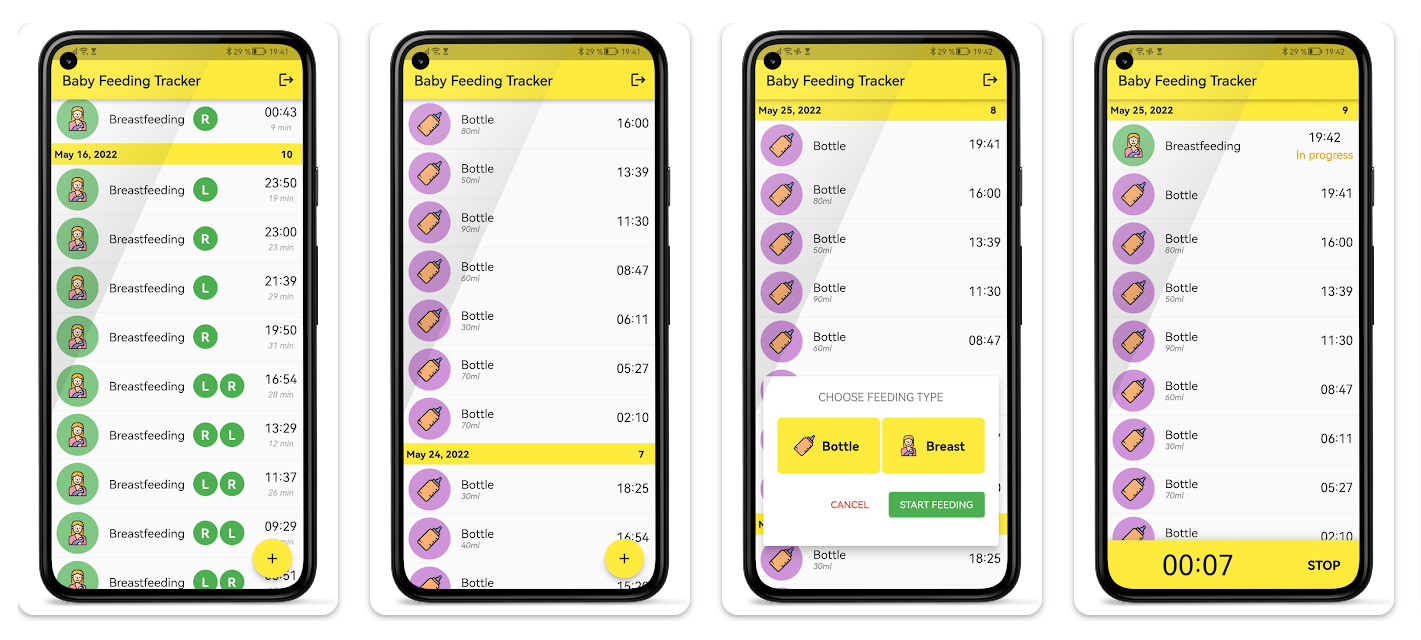 29 % 19:41
Baby Feeding Tracker
Breastfeeding R 00:43
9 min
May 16, 2022 10
Breastfeeding L 23:50
19 min
Breastfeeding R 23:00
23 min
Breastfeeding L 21:39
29 min
Breastfeeding R 19:50
31 min
Breastfeeding L R 16:54
28 min
Breastfeeding R L 13:29
12 min
Breastfeeding L R 11:37
26 min
Breastfeeding R L 09:29
min
+
Breastfeeding L R
29 % 19:41
Baby Feeding Tracker
Bottle 16:00
80ml
Bottle 13:39
50ml
Bottle 11:30
90ml
Bottle 08:47
60ml
Bottle 06:11
30ml
Bottle 05:27
70ml
Bottle 02:10
70ml
May 24, 2022 7
Bottle 18:25
30ml
Bottle 16:54
40ml
+
Bottle
29 % 19:42
Baby Feeding Tracker
May 25, 2022 8
Bottle 19:41
Bottle 16:00
80ml
Bottle 13:39
50ml
Bottle 11:30
90ml
Bottle 08:47
60ml
CHOOSE FEEDING TYPE
Bottle Breast
CANCEL START FEEDING
Bottle 18:25
30ml
29 % 19:42
Baby Feeding Tracker
May 25, 2022 9
Breastfeeding 19:42
In progress
Bottle 19:41
Bottle 16:00
80ml
Bottle 13:39
50ml
Bottle 11:30
90ml
Bottle 08:47
60ml
Bottle 06:11
30ml
Bottle 05:27
70ml
Bottle 02:10
00:07 STOP